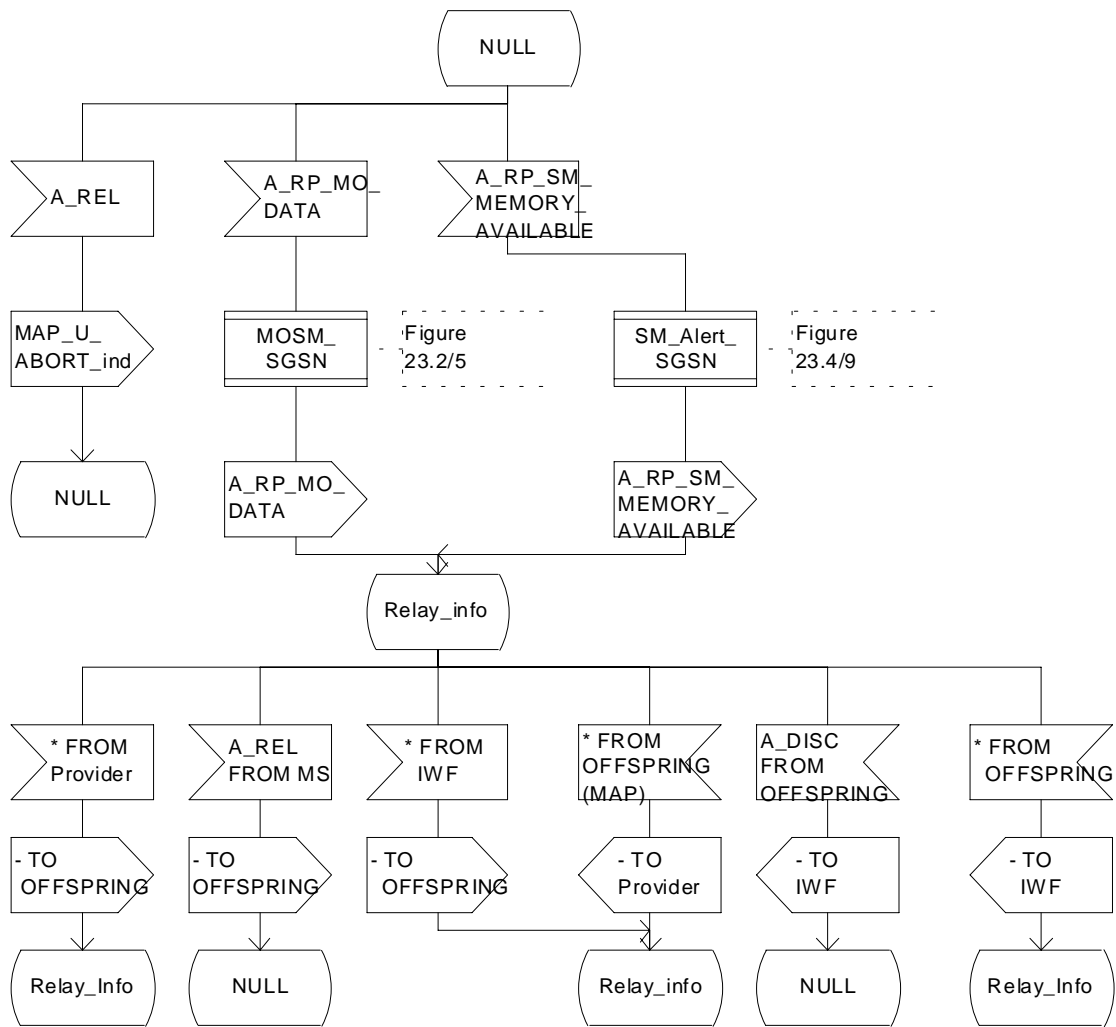 NULL
A_REL
A_RP_MO_
DATA
A_RP_SM_
MEMORY_
AVAILABLE
MAP_U_
ABORT_ind
MOSM_
SGSN
Figure
23.2/5
SM_Alert_
SGSN
Figure
23.4/9
NULL
A_RP_MO_
DATA
A_RP_SM_
MEMORY_
AVAILABLE
Relay_info
* FROM
Provider
A_REL
FROM MS
* FROM
IWF
* FROM
OFFSPRING
(MAP)
A_DISC
FROM
OFFSPRING
* FROM
OFFSPRING
- TO
OFFSPRING
- TO
OFFSPRING
- TO
OFFSPRING
- TO
Provider
- TO
IWF
- TO
IWF
Relay_Info
NULL
Relay_info
NULL
Relay_Info